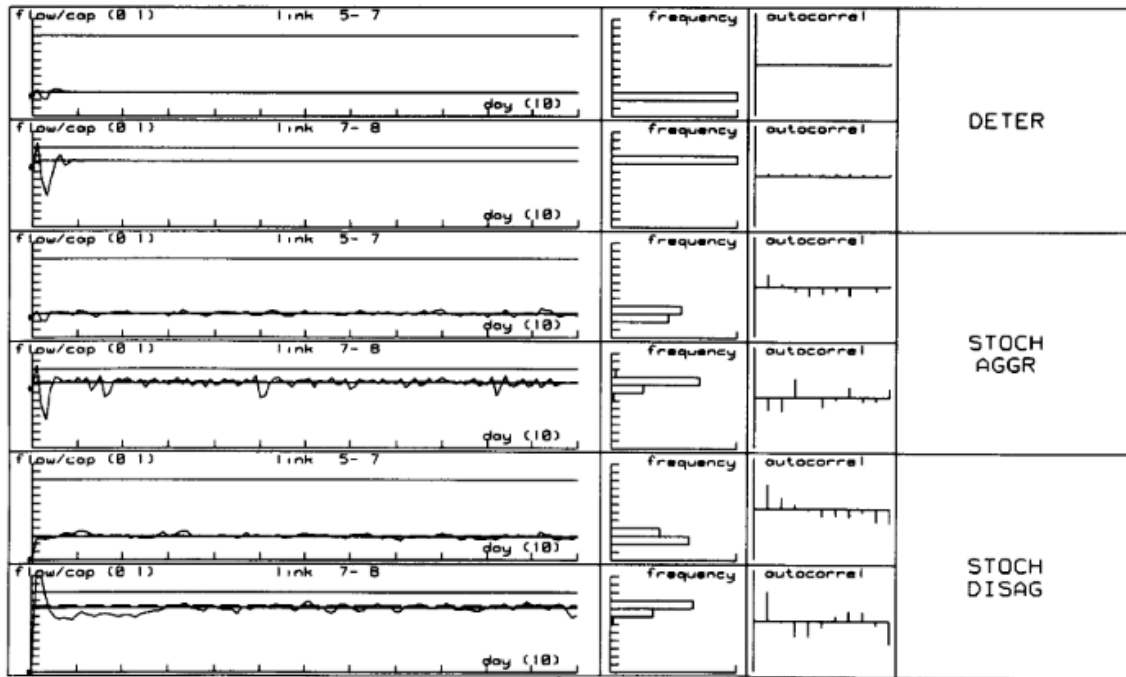 flow/cap (0 1) link 5- 7 frequency autocorrel
day (10)
DETER
flow/cap (0 1) link 7- 8 frequency autocorrel
day (10)
flow/cap (0 1) link 5- 7 frequency autocorrel
day (10)
STOCH
AGGR
flow/cap (0 1) link 7- 8 frequency autocorrel
day (10)
flow/cap (0 1) link 5- 7 frequency autocorrel
day (10)
STOCH
DISAG
flow/cap (0 1) link 7- 8 frequency autocorrel
day (10)